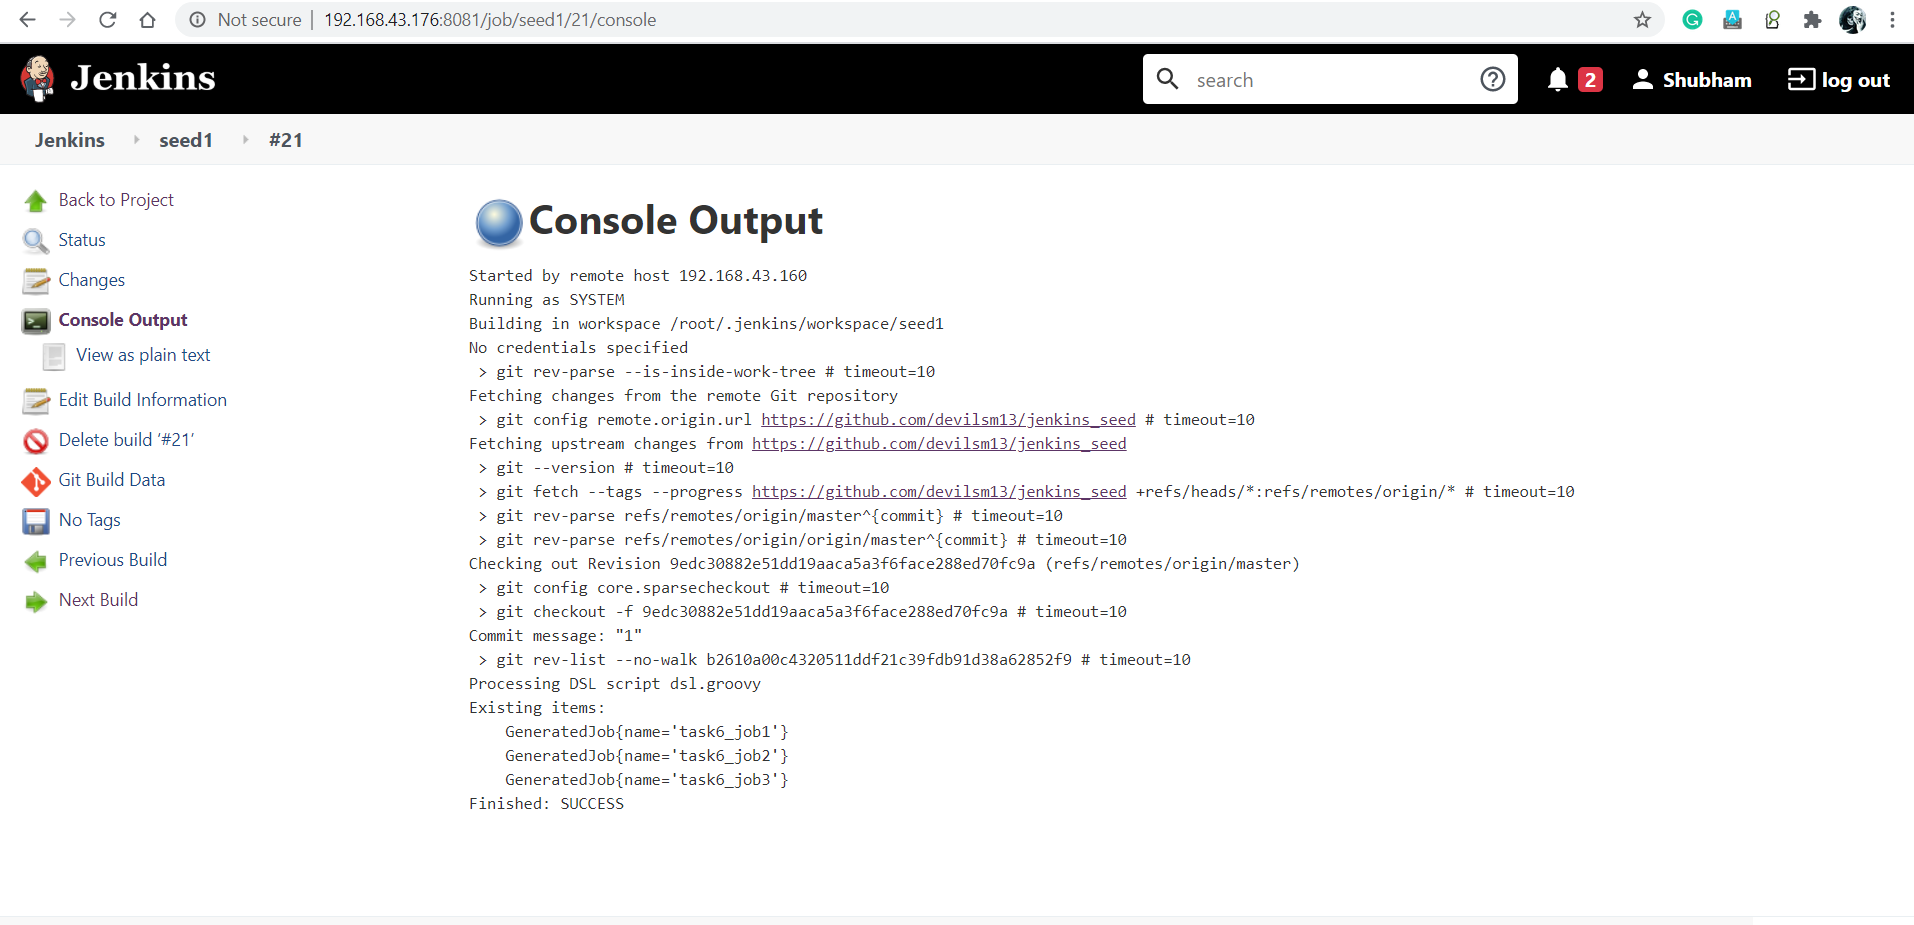 Not secure | 192.168.43.176:8081/job/seed1/21/console
Jenkins
search
2
Shubham
log out
Jenkins
seed1
#21
Back to Project
Status
Changes
Console Output
View as plain text
Edit Build Information
Delete build ‘#21’
Git Build Data
No Tags
Previous Build
Next Build
Console Output
Started by remote host 192.168.43.160
Running as SYSTEM
Building in workspace /root/.jenkins/workspace/seed1
No credentials specified
 > git rev-parse --is-inside-work-tree # timeout=10
Fetching changes from the remote Git repository
 > git config remote.origin.url https://github.com/devilsm13/jenkins_seed # timeout=10
Fetching upstream changes from https://github.com/devilsm13/jenkins_seed
 > git --version # timeout=10
 > git fetch --tags --progress https://github.com/devilsm13/jenkins_seed +refs/heads/*:refs/remotes/origin/* # timeout=10
 > git rev-parse refs/remotes/origin/master^{commit} # timeout=10
 > git rev-parse refs/remotes/origin/origin/master^{commit} # timeout=10
Checking out Revision 9edc30882e51dd19aaca5a3f6face288ed70fc9a (refs/remotes/origin/master)
 > git config core.sparsecheckout # timeout=10
 > git checkout -f 9edc30882e51dd19aaca5a3f6face288ed70fc9a # timeout=10
Commit message: "1"
 > git rev-list --no-walk b2610a00c4320511ddf21c39fdb91d38a62852f9 # timeout=10
Processing DSL script dsl.groovy
Existing items:
    GeneratedJob{name='task6_job1'}
    GeneratedJob{name='task6_job2'}
    GeneratedJob{name='task6_job3'}
Finished: SUCCESS